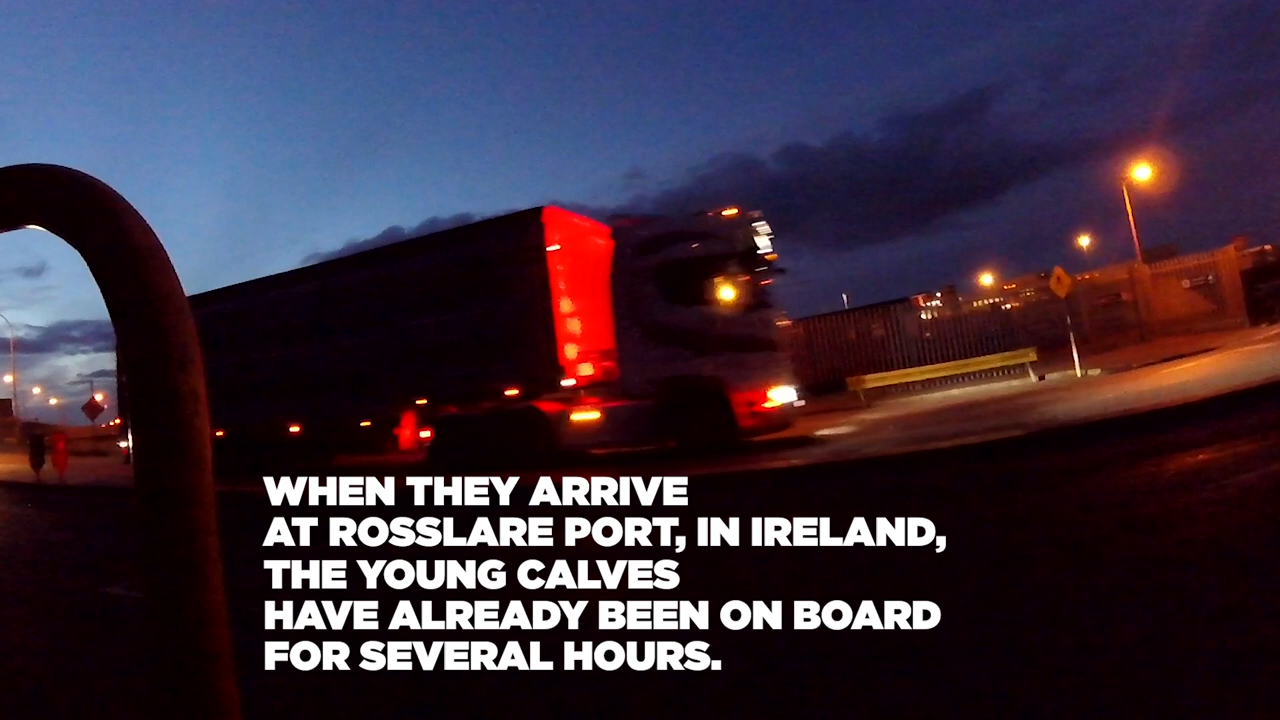 WHEN THEY ARRIVE
AT ROSSLARE PORT, IN IRELAND,
THE YOUNG CALVES
HAVE ALREADY BEEN ON BOARD
FOR SEVERAL HOURS.